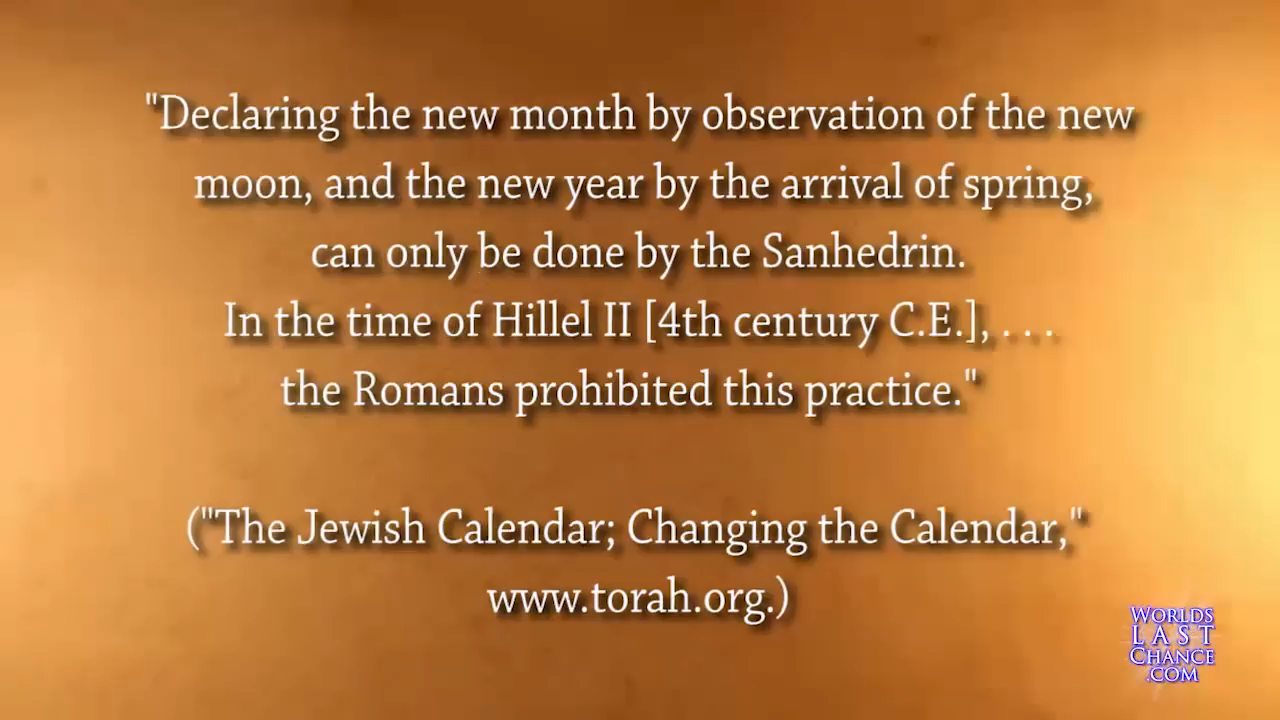 "Declaring the new month by observation of the new
moon, and the new year by the arrival of spring,
can only be done by the Sanhedrin.
In the time of Hillel II [4th century C.E.], . . .
the Romans prohibited this practice."
("The Jewish Calendar; Changing the Calendar,"
www.torah.org.)
WORLDS
LAST
CHANCE
.COM